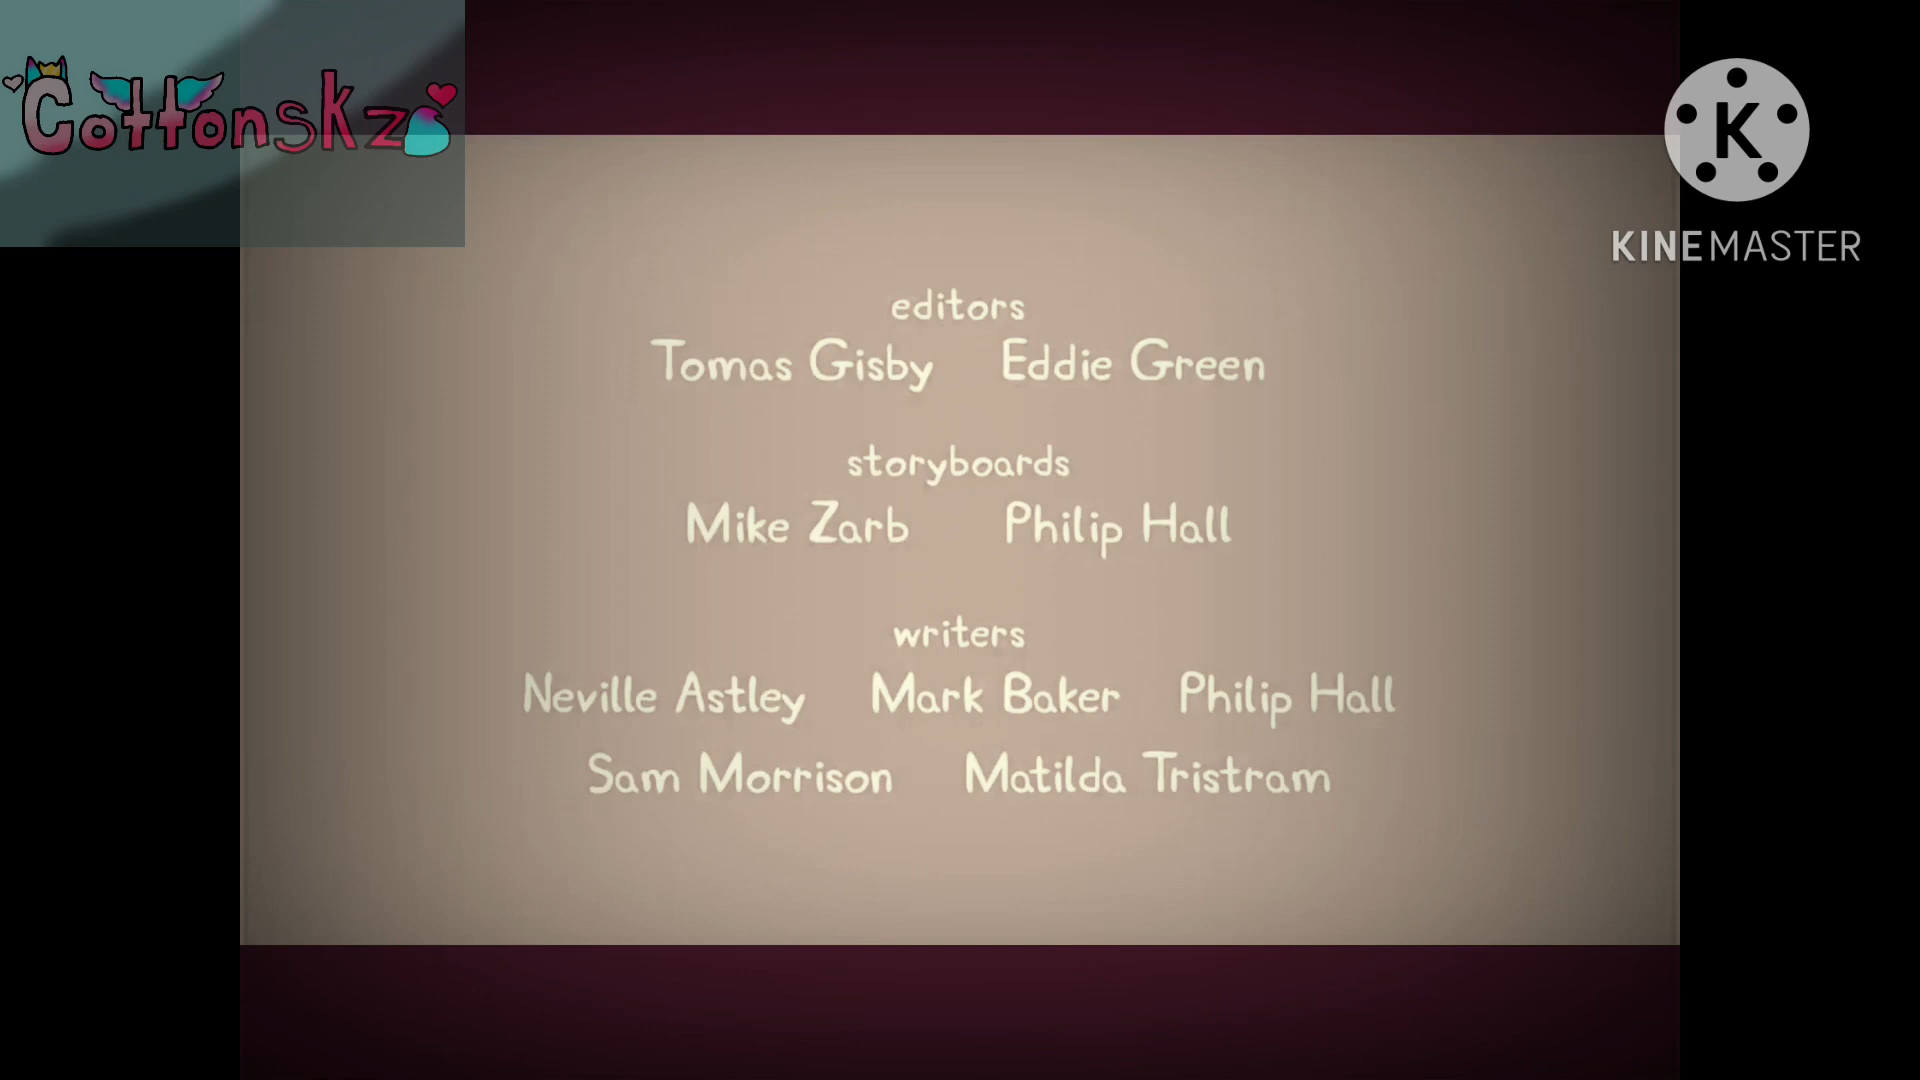 Cottonskz
K
KINEMASTER
editors
Tomas Gisby Eddie Green
storyboards
Mike Zarb Philip Hall
writers
Neville Astley Mark Baker Philip Hall
Sam Morrison Matilda Tristram